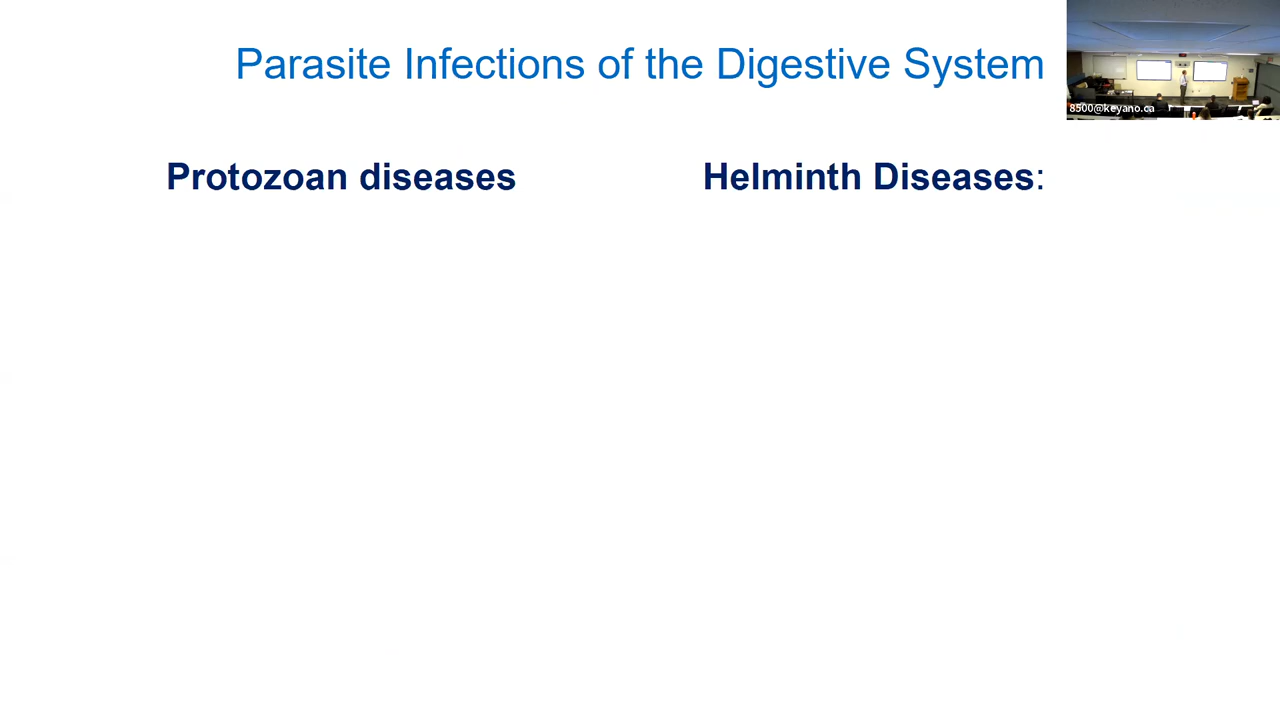 Parasite Infections of the Digestive System
8500@keyano.ca
Protozoan diseases
Helminth Diseases: